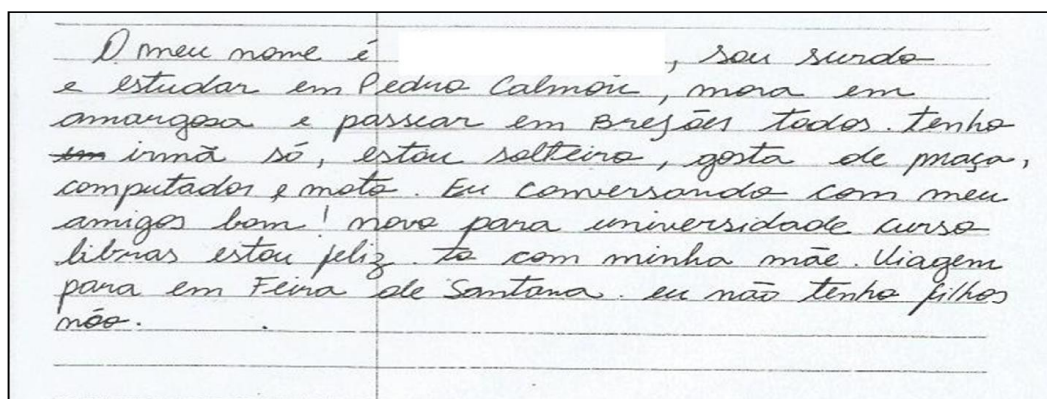 O meu nome é , sou surdo
e estudar em Pedro Calmon, mora em
amargosa e passear em Brejões todos. tenho
um irmã só, estou solteiro, gosta de praça,
computador e moto. Eu conversando com meu
amigos bom! novo para universidade curso
libras estou feliz to com minha mãe. Viagem
para em Feira de Santana. eu não tenho filhos
não.